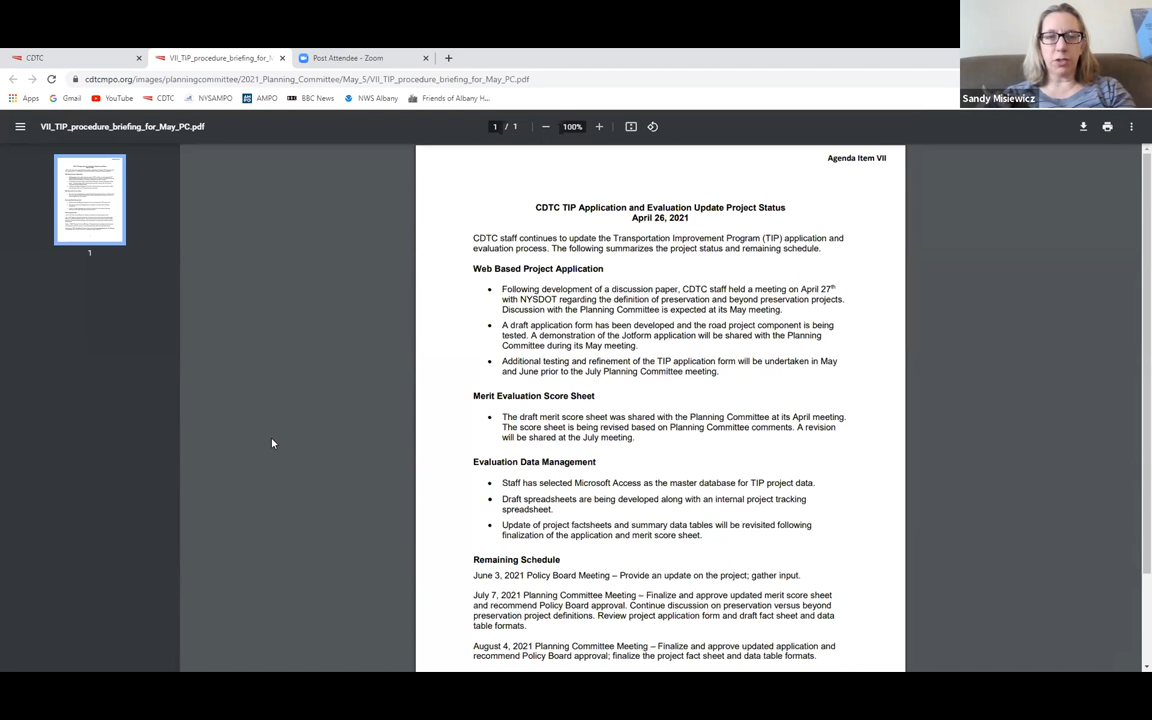 CDTC
VII_TIP_procedure_briefing_for_M
Post Attendee - Zoom
cdtcmpo.org/images/planningcommittee/2021_Planning_Committee/May_5/VII_TIP_procedure_briefing_for_May_PC.pdf
Apps
Gmail
YouTube
CDTC
NYSAMPO
AMPO
BBC News
NWS Albany
Friends of Albany H...
Sandy Misiewicz
VII_TIP_procedure_briefing_for_May_PC.pdf
1 / 1
100%
1
Agenda Item VII
CDTC TIP Application and Evaluation Update Project Status
April 26, 2021
CDTC staff continues to update the Transportation Improvement Program (TIP) application and
evaluation process. The following summarizes the project status and remaining schedule.
Web Based Project Application
• Following development of a discussion paper, CDTC staff held a meeting on April 27th
with NYSDOT regarding the definition of preservation and beyond preservation projects.
Discussion with the Planning Committee is expected at its May meeting.
• A draft application form has been developed and the road project component is being
tested. A demonstration of the Jotform application will be shared with the Planning
Committee during its May meeting.
• Additional testing and refinement of the TIP application form will be undertaken in May
and June prior to the July Planning Committee meeting.
Merit Evaluation Score Sheet
• The draft merit score sheet was shared with the Planning Committee at its April meeting.
The score sheet is being revised based on Planning Committee comments. A revision
will be shared at the July meeting.
Evaluation Data Management
• Staff has selected Microsoft Access as the master database for TIP project data.
• Draft spreadsheets are being developed along with an internal project tracking
spreadsheet.
• Update of project factsheets and summary data tables will be revisited following
finalization of the application and merit score sheet.
Remaining Schedule
June 3, 2021 Policy Board Meeting – Provide an update on the project; gather input.
July 7, 2021 Planning Committee Meeting – Finalize and approve updated merit score sheet
and recommend Policy Board approval. Continue discussion on preservation versus beyond
preservation project definitions. Review project application form and draft fact sheet and data
table formats.
August 4, 2021 Planning Committee Meeting – Finalize and approve updated application and
recommend Policy Board approval; finalize the project fact sheet and data table formats.